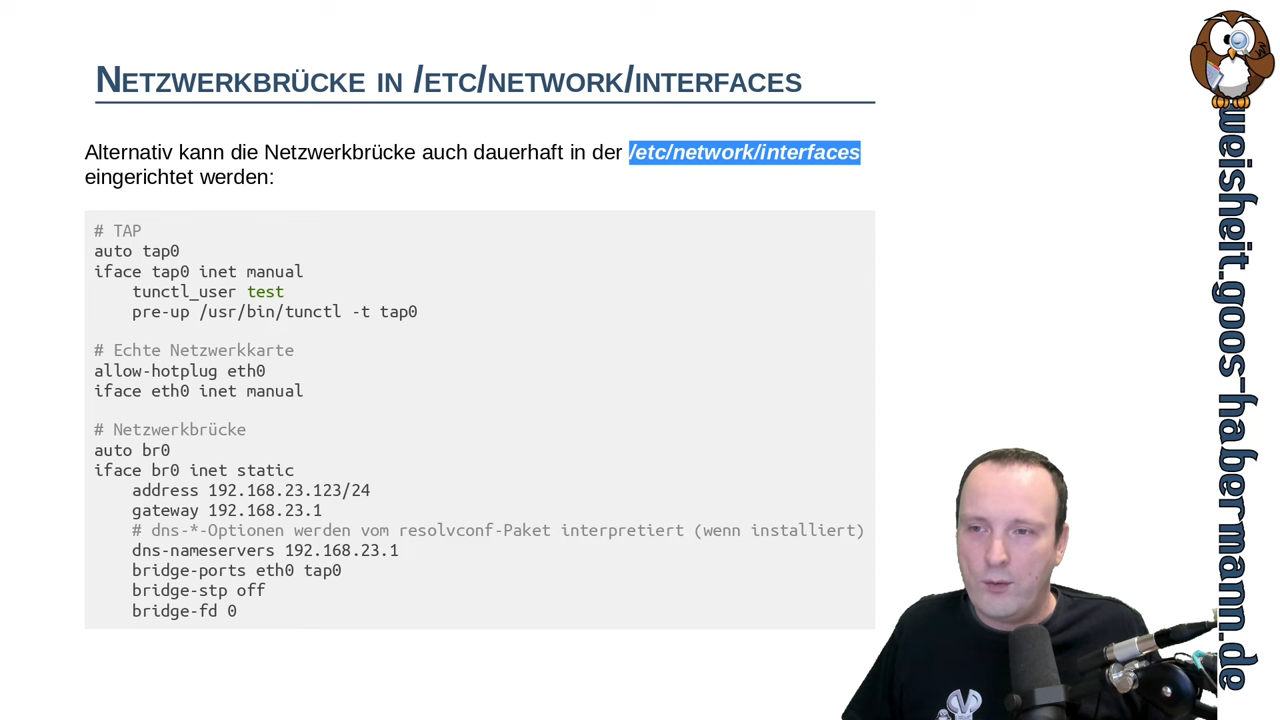 NETZWERKBRÜCKE IN /ETC/NETWORK/INTERFACES
Alternativ kann die Netzwerkbrücke auch dauerhaft in der /etc/network/interfaces
eingerichtet werden:
# TAP
auto tap0
iface tap0 inet manual
    tunctl_user test
    pre-up /usr/bin/tunctl -t tap0
# Echte Netzwerkkarte
allow-hotplug eth0
iface eth0 inet manual
# Netzwerkbrücke
auto br0
iface br0 inet static
    address 192.168.23.123/24
    gateway 192.168.23.1
    # dns-*-Optionen werden vom resolvconf-Paket interpretiert (wenn installiert)
    dns-nameservers 192.168.23.1
    bridge-ports eth0 tap0
    bridge-stp off
    bridge-fd 0
weisheit.goos-habermann.de